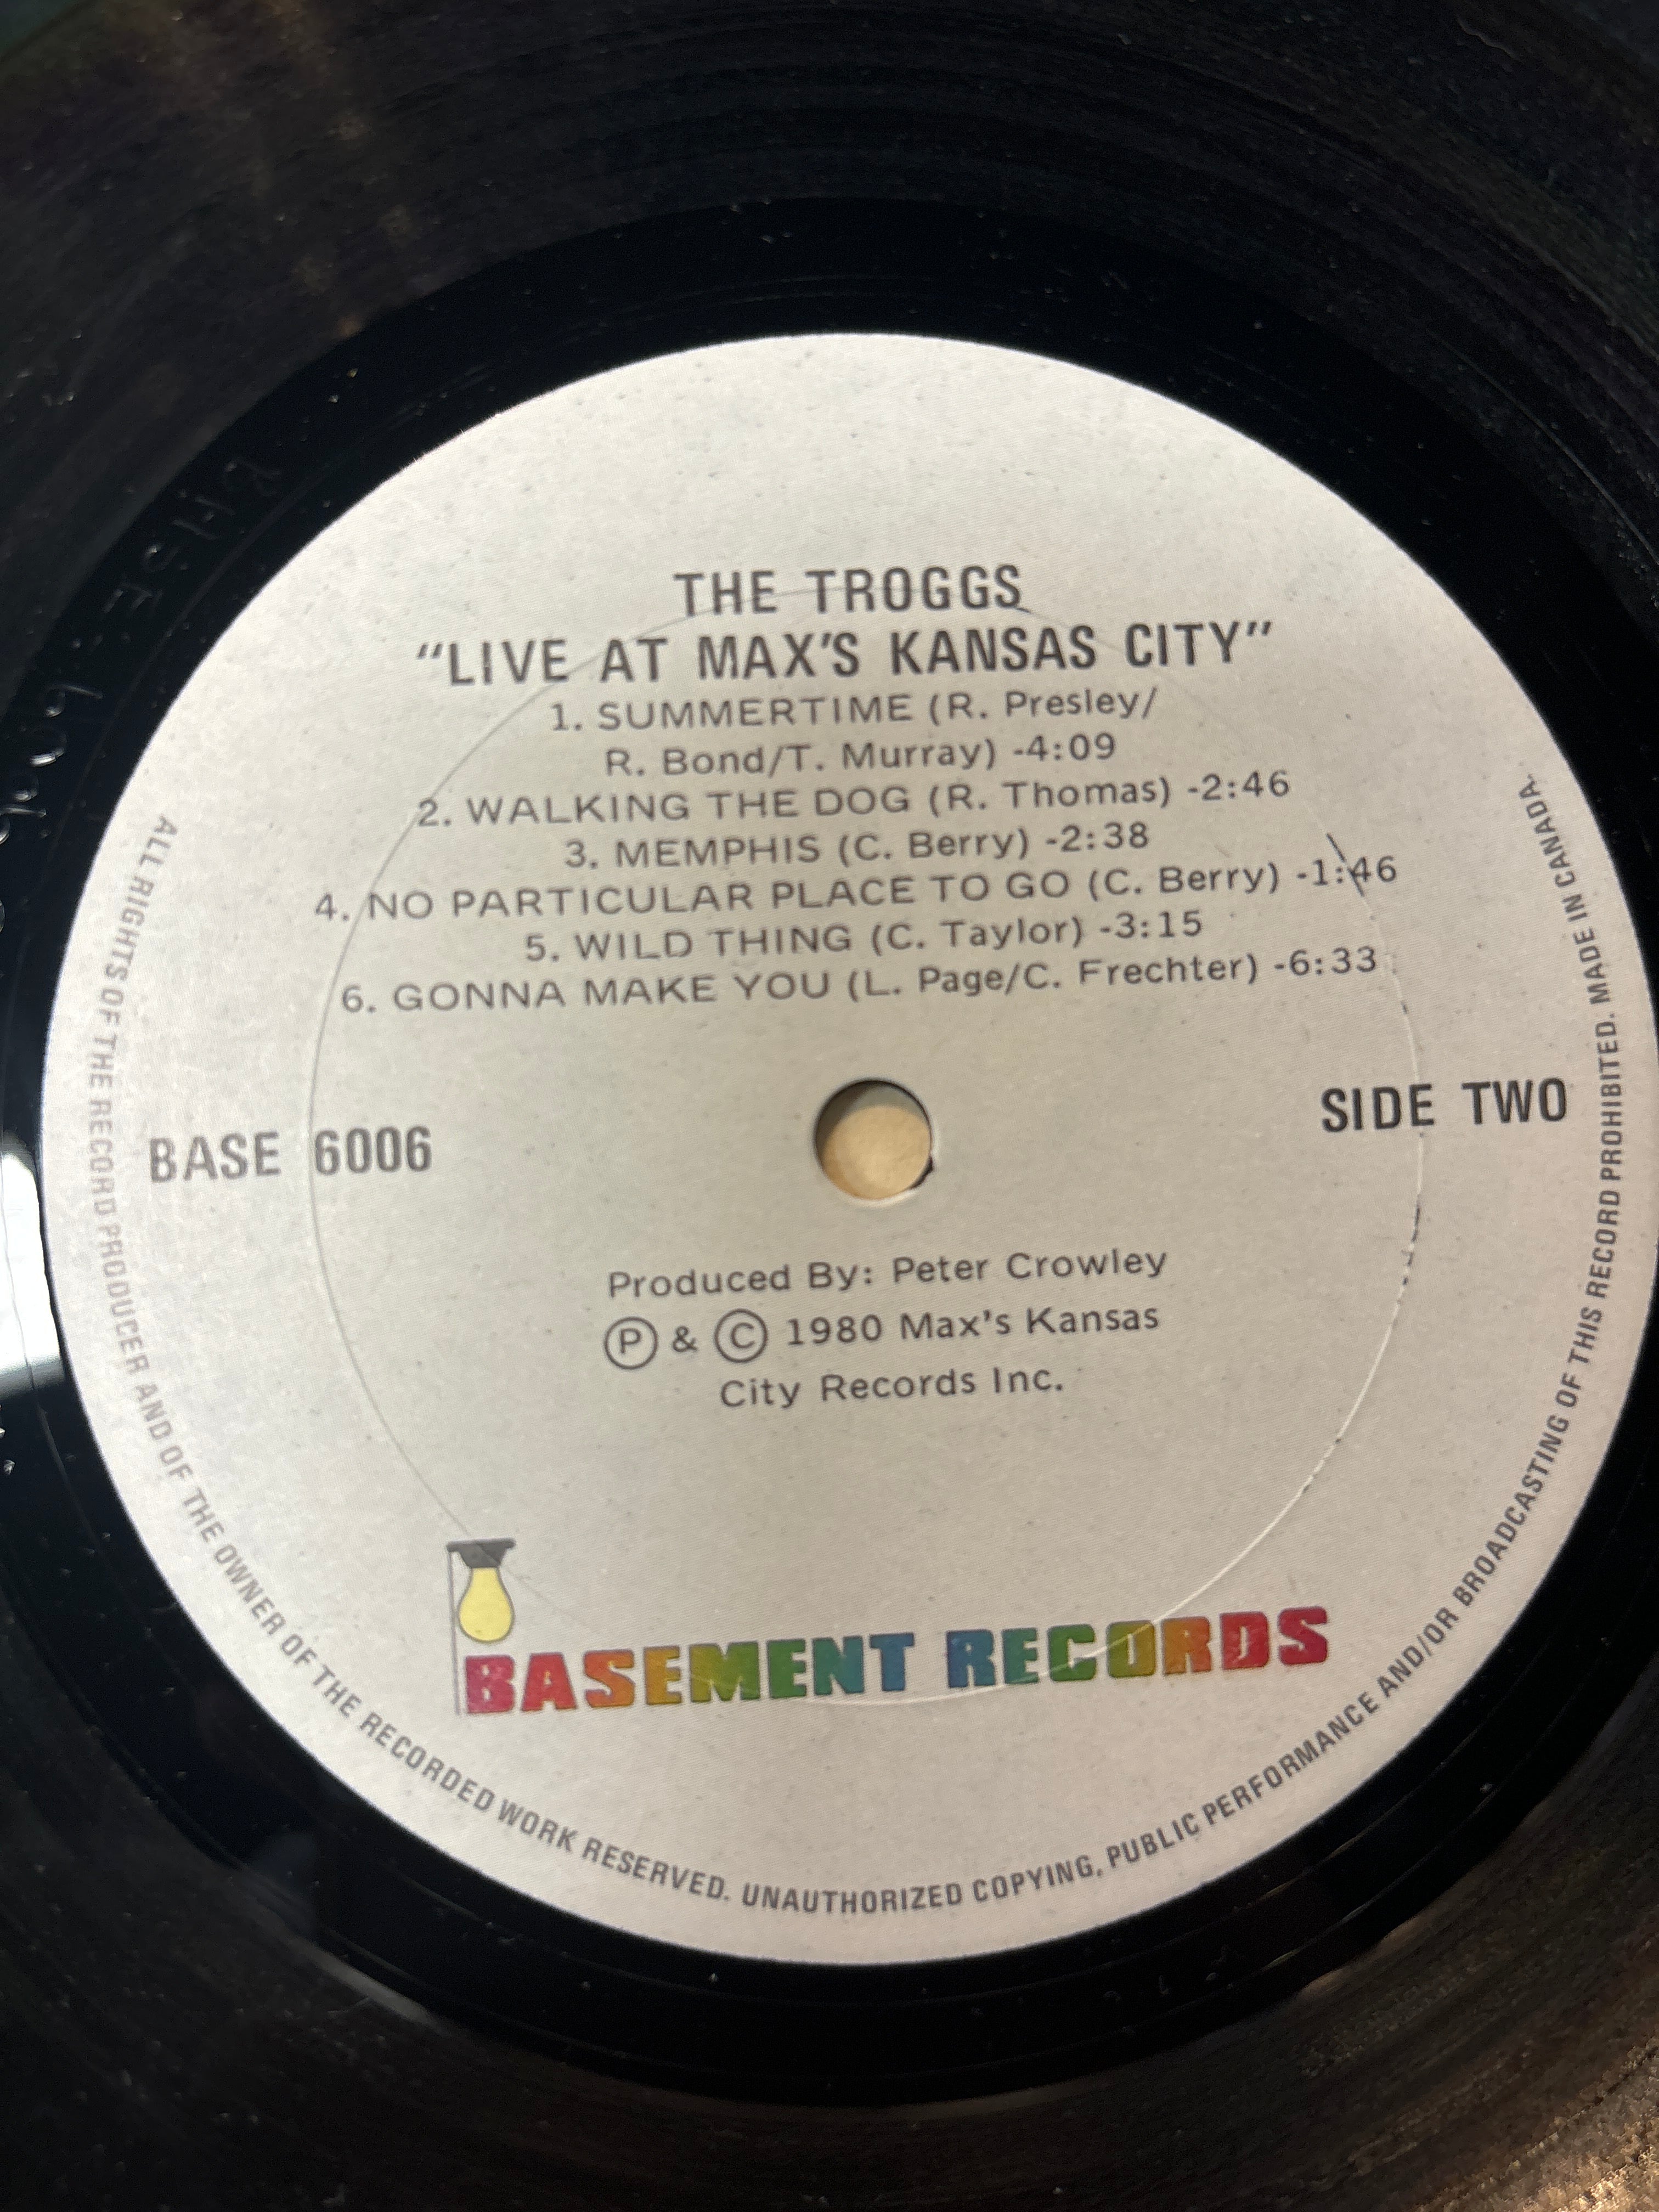 THE TROGGS
“LIVE AT MAX’S KANSAS CITY”
1. SUMMERTIME (R. Presley/
R. Bond/T. Murray) -4:09
2. WALKING THE DOG (R. Thomas) -2:46
3. MEMPHIS (C. Berry) -2:38
4. NO PARTICULAR PLACE TO GO (C. Berry) -1:46
5. WILD THING (C. Taylor) -3:15
6. GONNA MAKE YOU (L. Page/C. Frechter) -6:33
BASE 6006
SIDE TWO
Produced By: Peter Crowley
Ⓟ & © 1980 Max’s Kansas
City Records Inc.
BASEMENT RECORDS
ALL RIGHTS OF THE RECORD PRODUCER AND OF THE OWNER OF THE RECORDED WORK RESERVED. UNAUTHORIZED COPYING, PUBLIC PERFORMANCE AND/OR BROADCASTING OF THIS RECORD PROHIBITED. MADE IN CANADA.